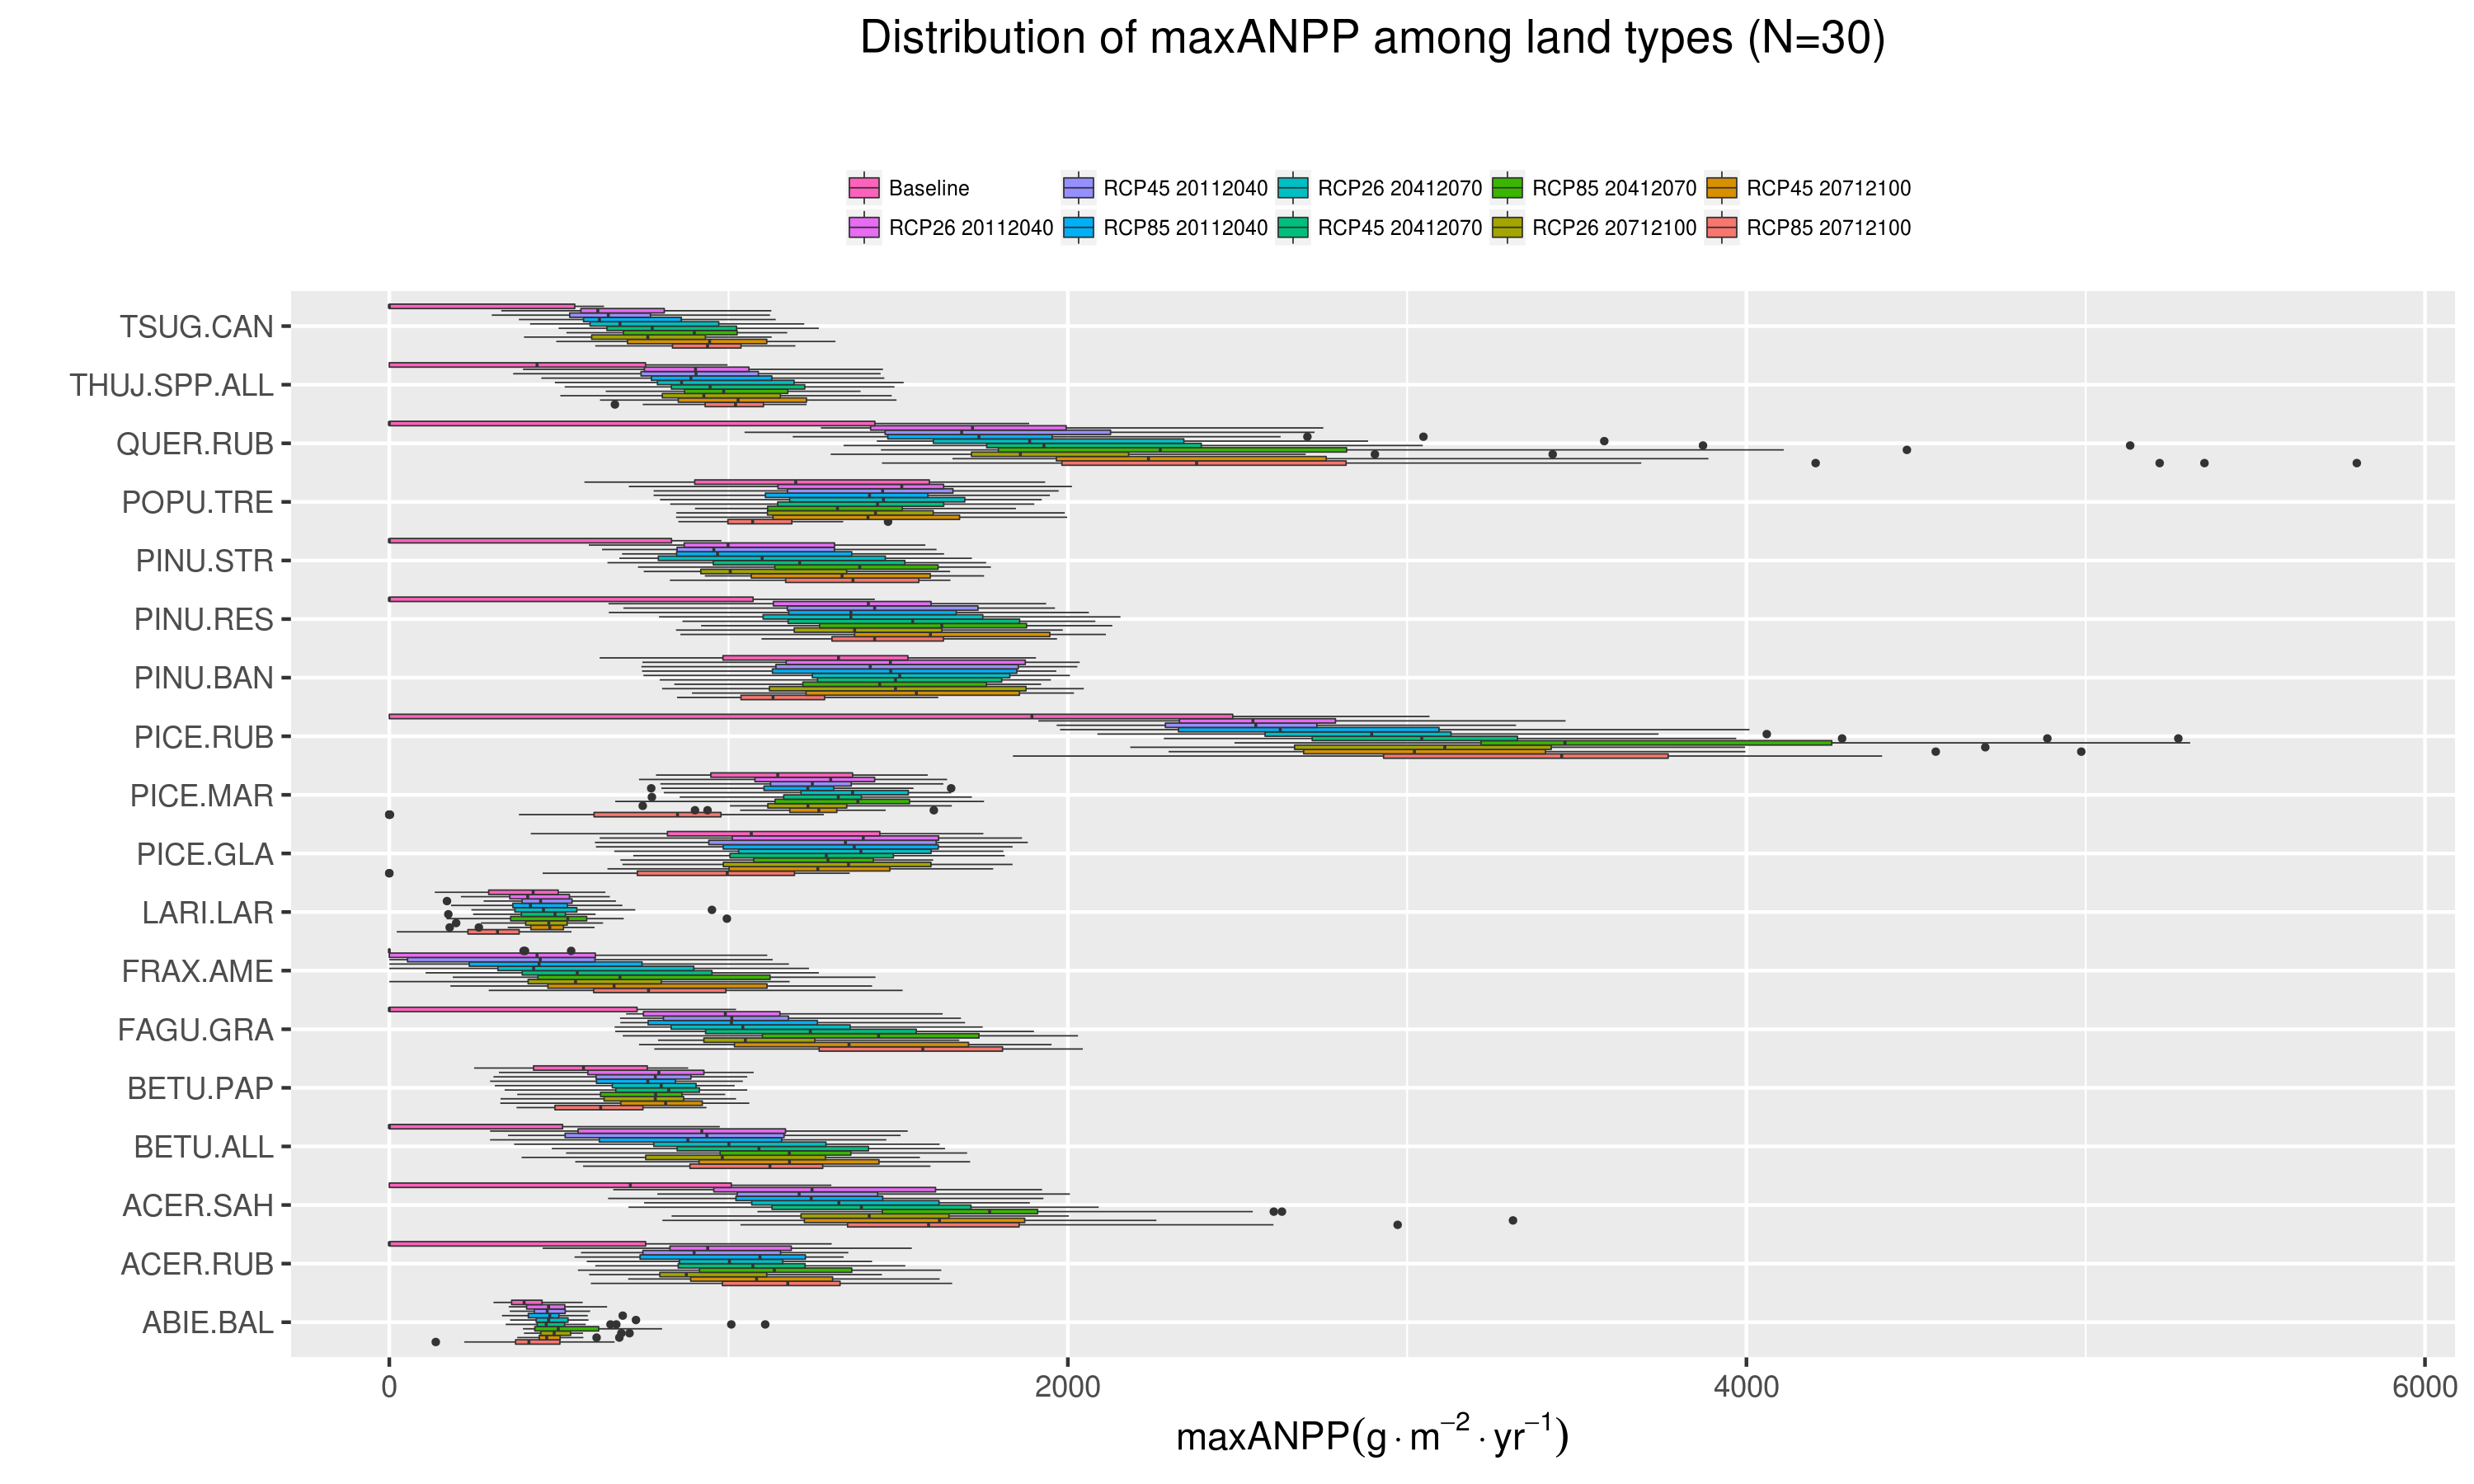 Distribution of maxANPP among land types (N=30)
Baseline RCP45 20112040 RCP26 20412070 RCP85 20412070 RCP45 20712100
RCP26 20112040 RCP85 20112040 RCP45 20412070 RCP26 20712100 RCP85 20712100
TSUG.CAN
THUJ.SPP.ALL
QUER.RUB
POPU.TRE
PINU.STR
PINU.RES
PINU.BAN
PICE.RUB
PICE.MAR
PICE.GLA
LARI.LAR
FRAX.AME
FAGU.GRA
BETU.PAP
BETU.ALL
ACER.SAH
ACER.RUB
ABIE.BAL
0 2000 4000 6000
maxANPP(g⋅m⁻²⋅yr⁻¹)